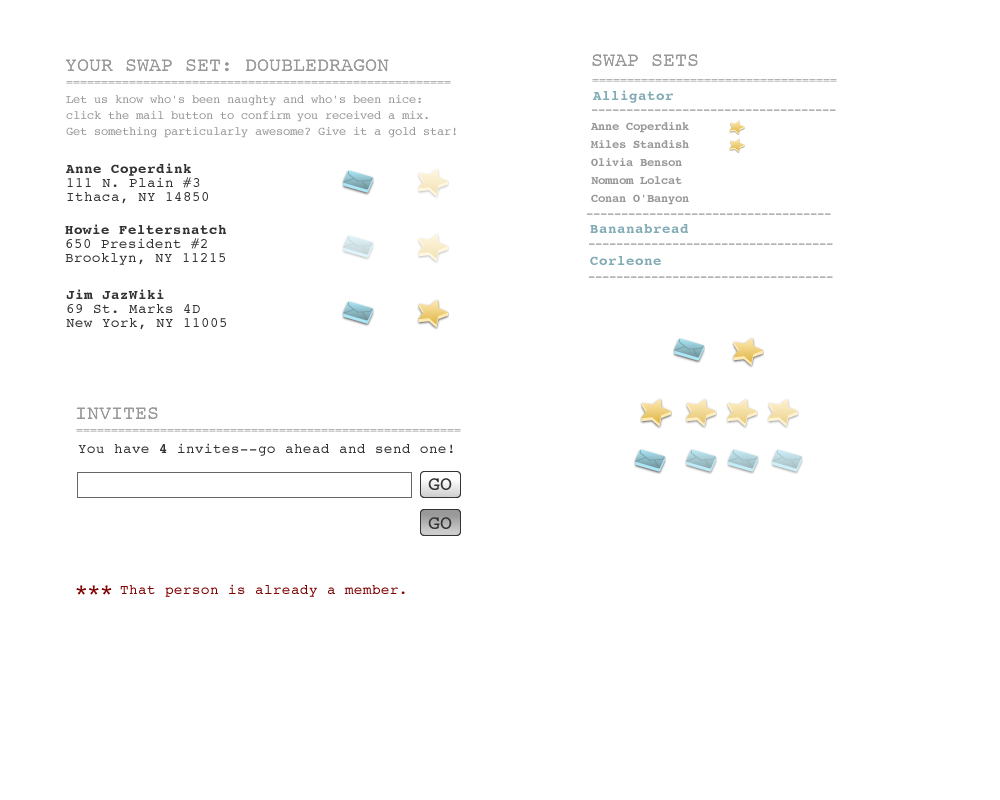 YOUR SWAP SET: DOUBLEDRAGON
Let us know who's been naughty and who's been nice:
click the mail button to confirm you received a mix.
Get something particularly awesome? Give it a gold star!
Anne Coperdink
111 N. Plain #3
Ithaca, NY 14850
Howie Feltersnatch
650 President #2
Brooklyn, NY 11215
Jim JazWiki
69 St. Marks 4D
New York, NY 11005
INVITES
You have 4 invites--go ahead and send one!
GO
GO
*** That person is already a member.
SWAP SETS
Alligator
Anne Coperdink
Miles Standish
Olivia Benson
Nomnom Lolcat
Conan O'Banyon
Bananabread
Corleone